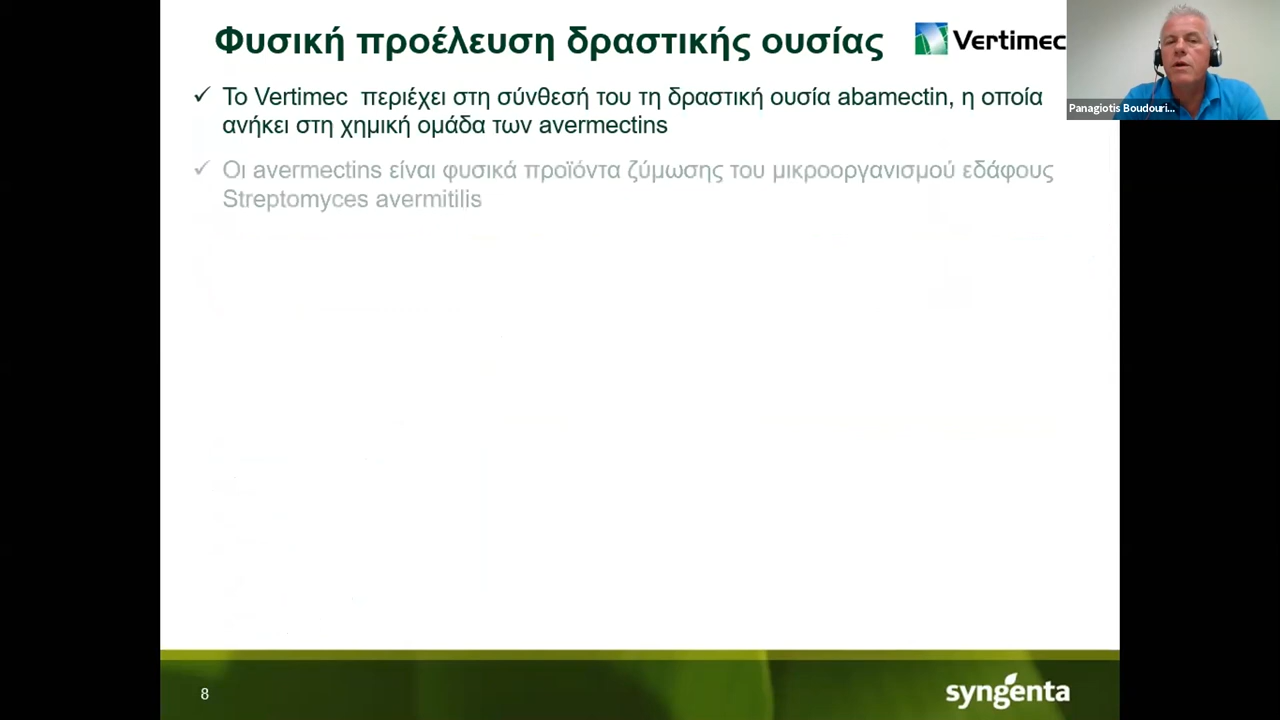 Φυσική προέλευση δραστικής ουσίας
Vertimec
Panagiotis Boudouri...
✓ Το Vertimec περιέχει στη σύνθεσή του τη δραστική ουσία abamectin, η οποία
ανήκει στη χημική ομάδα των avermectins
✓ Οι avermectins είναι φυσικά προϊόντα ζύμωσης του μικροοργανισμού εδάφους
Streptomyces avermitilis
8
syngenta